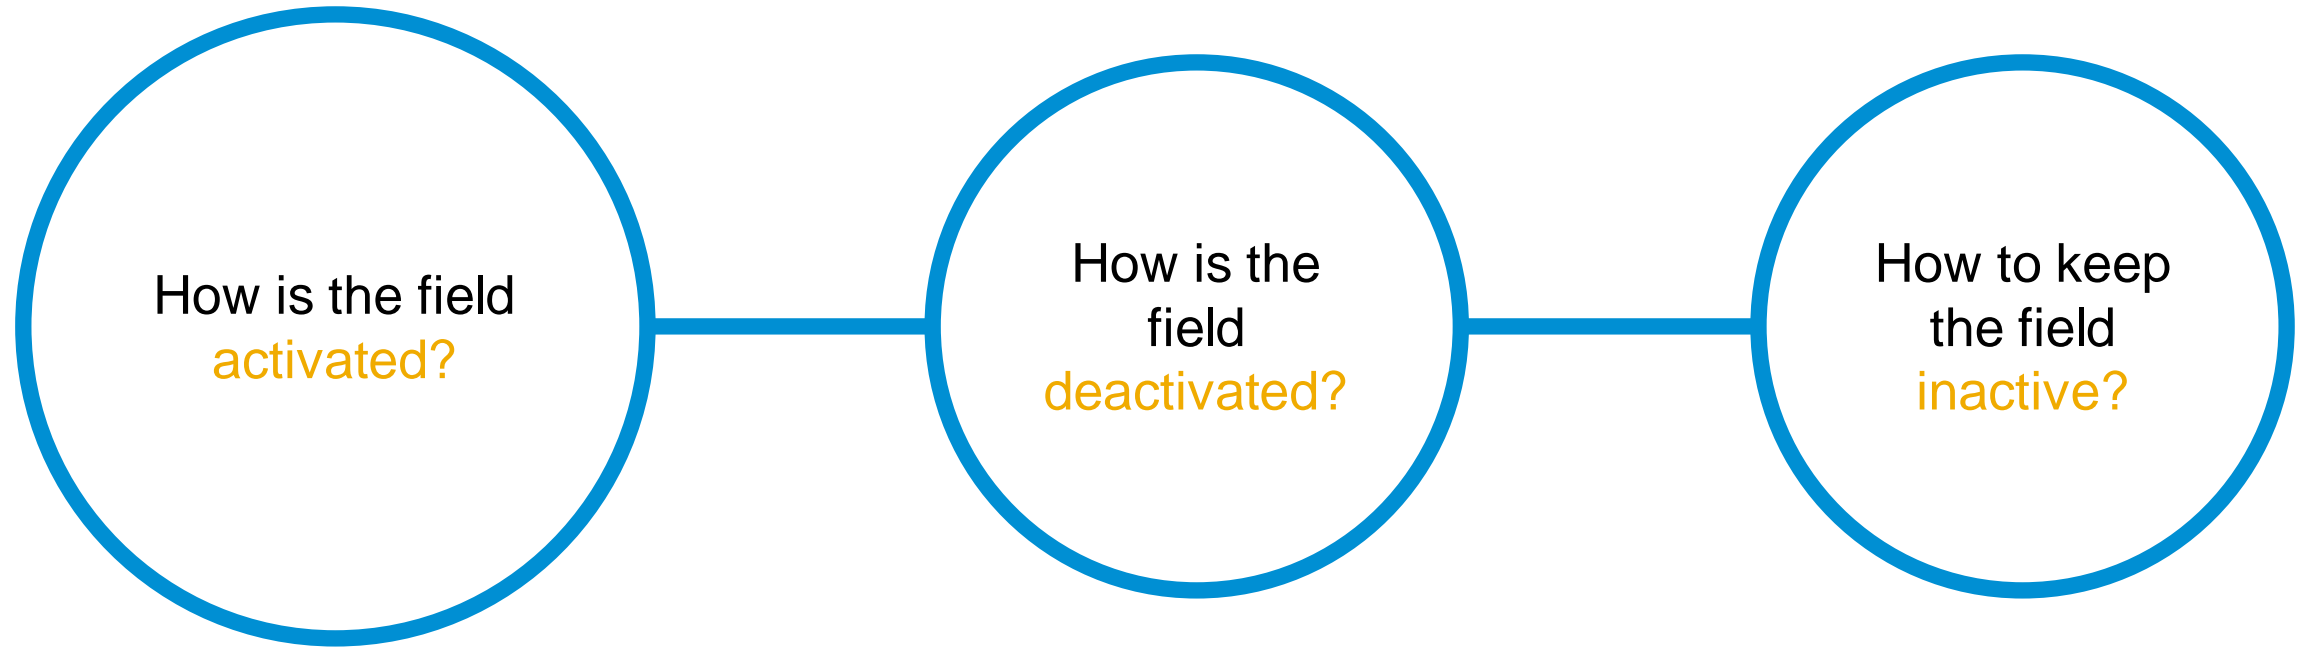 How is the field
activated?
How is the
field
deactivated?
How to keep
the field
inactive?